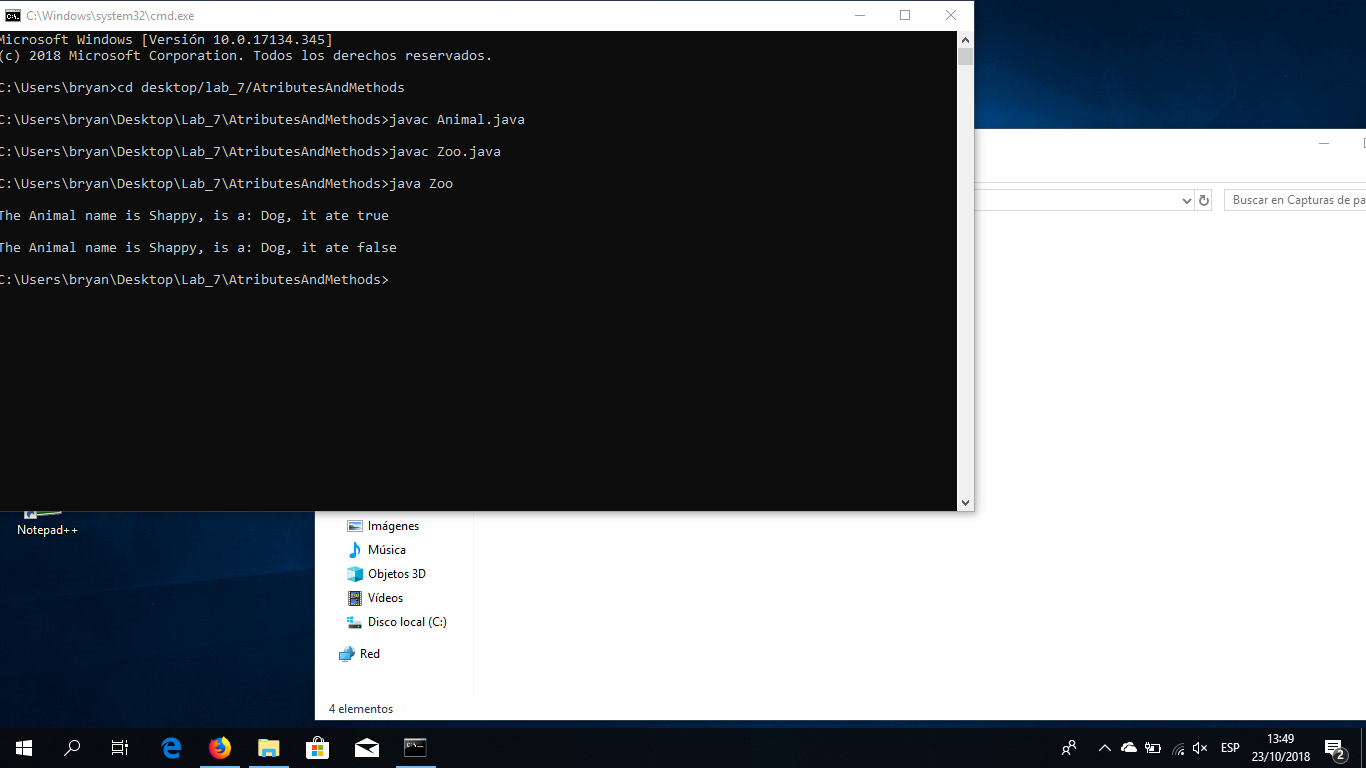 C:\Windows\system32\cmd.exe
Microsoft Windows [Versión 10.0.17134.345]
(c) 2018 Microsoft Corporation. Todos los derechos reservados.
C:\Users\bryan>cd desktop/lab_7/AtributesAndMethods
C:\Users\bryan\Desktop\Lab_7\AtributesAndMethods>javac Animal.java
C:\Users\bryan\Desktop\Lab_7\AtributesAndMethods>javac Zoo.java
C:\Users\bryan\Desktop\Lab_7\AtributesAndMethods>java Zoo
The Animal name is Shappy, is a: Dog, it ate true
The Animal name is Shappy, is a: Dog, it ate false
C:\Users\bryan\Desktop\Lab_7\AtributesAndMethods>
Buscar en Capturas de pa
Notepad++
Imágenes
Música
Objetos 3D
Vídeos
Disco local (C:)
Red
4 elementos
ESP
13:49
23/10/2018
2